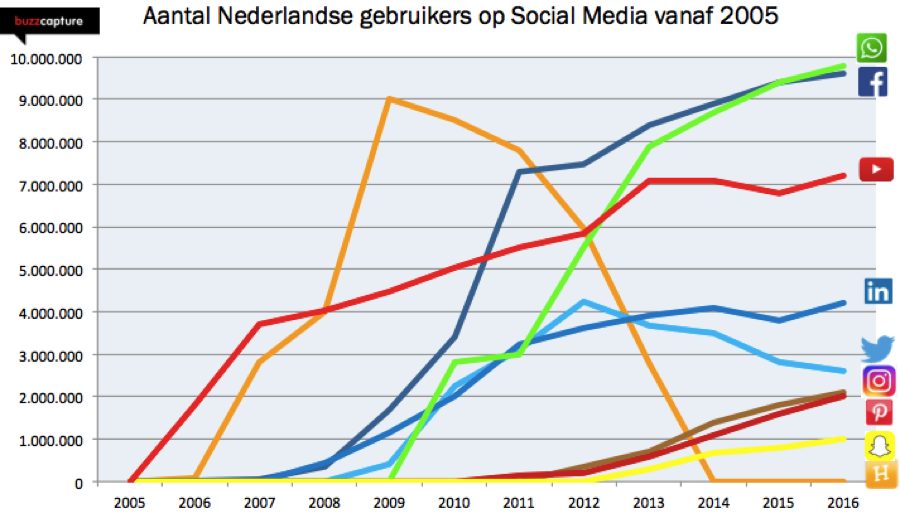 buzzcapture
Aantal Nederlandse gebruikers op Social Media vanaf 2005
10.000.000
9.000.000
8.000.000
7.000.000
6.000.000
5.000.000
4.000.000
3.000.000
2.000.000
1.000.000
0
2005 2006 2007 2008 2009 2010 2011 2012 2013 2014 2015 2016
f
in
H